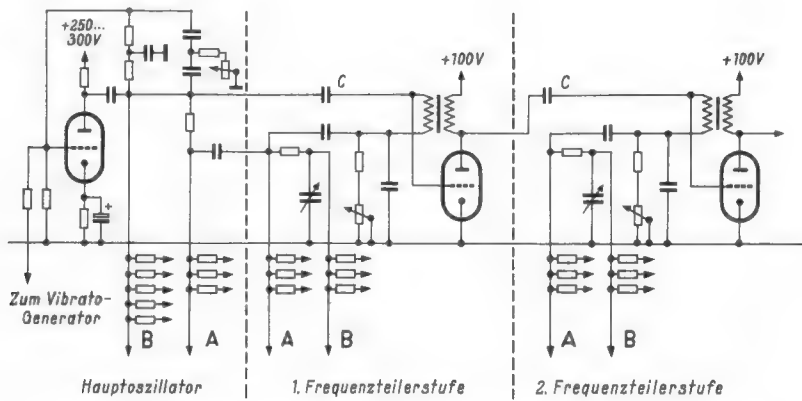 +250...
300V
C
+100V
C
+100V
+
Zum Vibrato-
Generator
B
A
A
B
A
B
Hauptoszillator
1. Frequenzteilerstufe
2. Frequenzteilerstufe